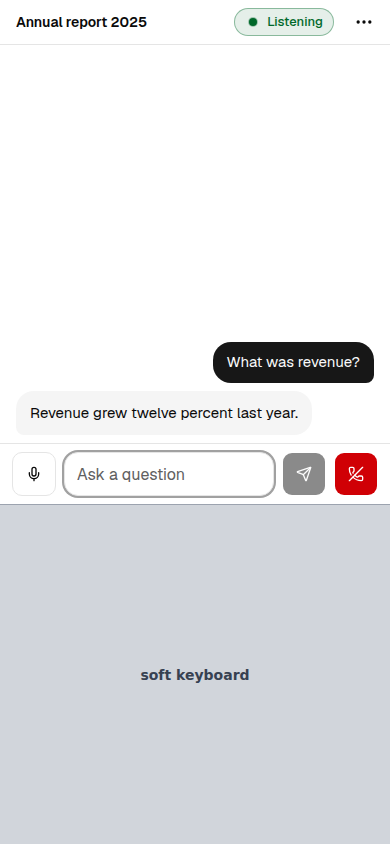 Annual report 2025
Listening
What was revenue?
Revenue grew twelve percent last year.
Ask a question
soft keyboard